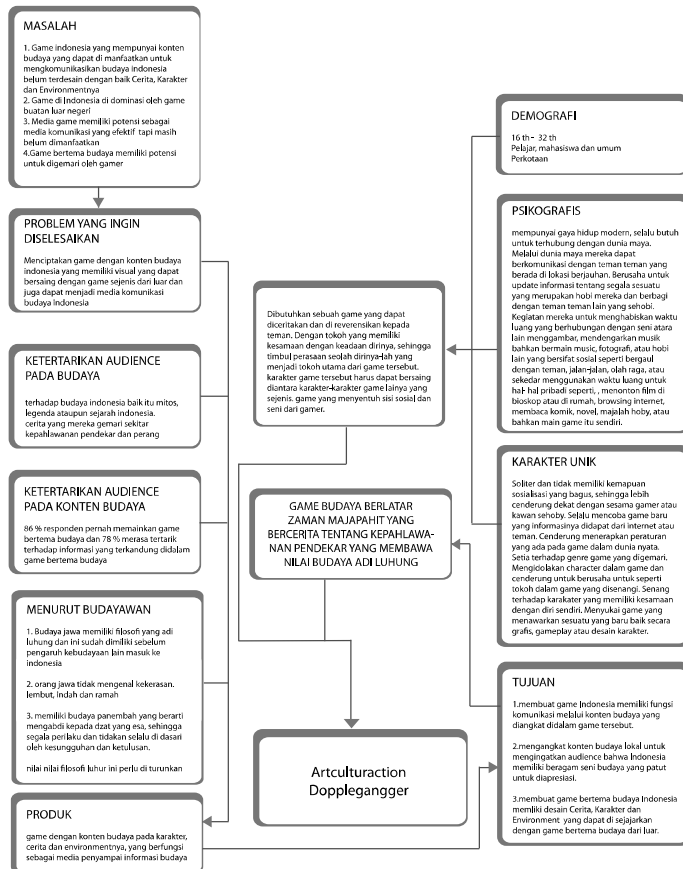 MASALAH
1. Game indonesia yang mempunyai konten
budaya yang dapat di manfaatkan untuk
mengkomunikasikan budaya indonesia
belum terdesain dengan baik Cerita, Karakter
dan Environmentnya
2. Game di Indonesia di dominasi oleh game
buatan luar negeri
3. Media game memiliki potensi sebagai
media komunikasi yang efektif tapi masih
belum dimanfaatkan
4.Game bertema budaya memiliki potensi
untuk digemari oleh gamer
PROBLEM YANG INGIN
DISELESAIKAN
Menciptakan game dengan konten budaya
indonesia yang memiliki visual yang dapat
bersaing dengan game sejenis dari luar dan
juga dapat menjadi media komunikasi
budaya Indonesia
KETERTARIKAN AUDIENCE
PADA BUDAYA
terhadap budaya indonesia baik itu mitos,
legenda ataupun sejarah indonesia.
cerita yang mereka gemari sekitar
kepahlawanan pendekar dan perang
KETERTARIKAN AUDIENCE
PADA KONTEN BUDAYA
86 % responden pernah memainkan game
bertema budaya dan 78 % merasa tertarik
terhadap informasi yang terkandung didalam
game bertema budaya
MENURUT BUDAYAWAN
1. Budaya jawa memiliki filosofi yang adi
luhung dan ini sudah dimiliki sebelum
pengaruh kebudayaan lain masuk ke
indonesia
2. orang jawa tidak mengenal kekerasan.
lembut, Indah dan ramah
3. memiliki budaya panembah yang berarti
mengabdi kepada dzat yang esa, sehingga
segala perilaku dan tidakan selalu di dasari
oleh kesungguhan dan ketulusan.
nilai nilai filosofi luhur ini perlu di turunkan
PRODUK
game dengan konten budaya pada karakter,
cerita dan environmentnya, yang berfungsi
sebagai media penyampai informasi budaya
Dibutuhkan sebuah game yang dapat
diceritakan dan di reverensikan kepada
teman. Dengan tokoh yang memiliki
kesamaan dengan keadaan dirinya, sehingga
timbul perasaan seolah dirinya-lah yang
menjadi tokoh utama dari game tersebut.
karakter game tersebut harus dapat bersaing
diantara karakter-karakter game lainya yang
sejenis. game yang menyentuh sisi sosial dan
seni dari gamer.
GAME BUDAYA BERLATAR
ZAMAN MAJAPAHIT YANG
BERCERITA TENTANG KEPAHLAWA-
NAN PENDEKAR YANG MEMBAWA
NILAI BUDAYA ADI LUHUNG
Artculturaction
Dopplegangger
DEMOGRAFI
16 th - 32 th
Pelajar, mahasiswa dan umum
Perkotaan
PSIKOGRAFIS
mempunyai gaya hidup modern, selalu butuh
untuk terhubung dengan dunia maya.
Melalui dunia maya mereka dapat
berkomunikasi dengan teman teman yang
berada di lokasi berjauhan. Berusaha untuk
update informasi tentang segala sesuatu
yang merupakan hobi mereka dan berbagi
dengan teman teman lain yang sehobi.
Kegiatan mereka untuk menghabiskan waktu
luang yang berhubungan dengan seni atara
lain menggambar, mendengarkan musik
bahkan bermain music, fotografi, atau hobi
lain yang bersifat sosial seperti bergaul
dengan teman, jalan-jalan, olah raga, atau
sekedar menggunakan waktu luang untuk
hal- hal pribadi seperti, , menonton film di
bioskop atau di rumah, browsing internet,
membaca komik, novel, majalah hoby, atau
bahkan main game itu sendiri.
KARAKTER UNIK
Soliter dan tidak memiliki kemapuan
sosialisasi yang bagus, sehingga lebih
cenderung dekat dengan sesama gamer atau
kawan sehoby. Selalu mencoba game baru
yang informasinya didapat dari internet atau
teman. Cenderung menerapkan peraturan
yang ada pada game dalam dunia nyata.
Setia terhadap genre game yang digemari.
Mengidolakan character dalam game dan
cenderung untuk berusaha untuk seperti
tokoh dalam game yang disenangi. Senang
terhadap karakater yang memiliki kesamaan
dengan diri sendiri. Menyukai game yang
menawarkan sesuatu yang baru baik secara
grafis, gameplay atau desain karakter.
TUJUAN
1.membuat game Indonesia memiliki fungsi
komunikasi melalui konten budaya yang
diangkat didalam game tersebut.
2.mengangkat konten budaya lokal untuk
mengingatkan audience bahwa Indonesia
memiliki beragam seni budaya yang patut
untuk diapresiasi.
3.membuat game bertema budaya Indonesia
memliki desain Cerita, Karakter dan
Environment yang dapat di sejajarkan
dengan game bertema budaya dari luar.